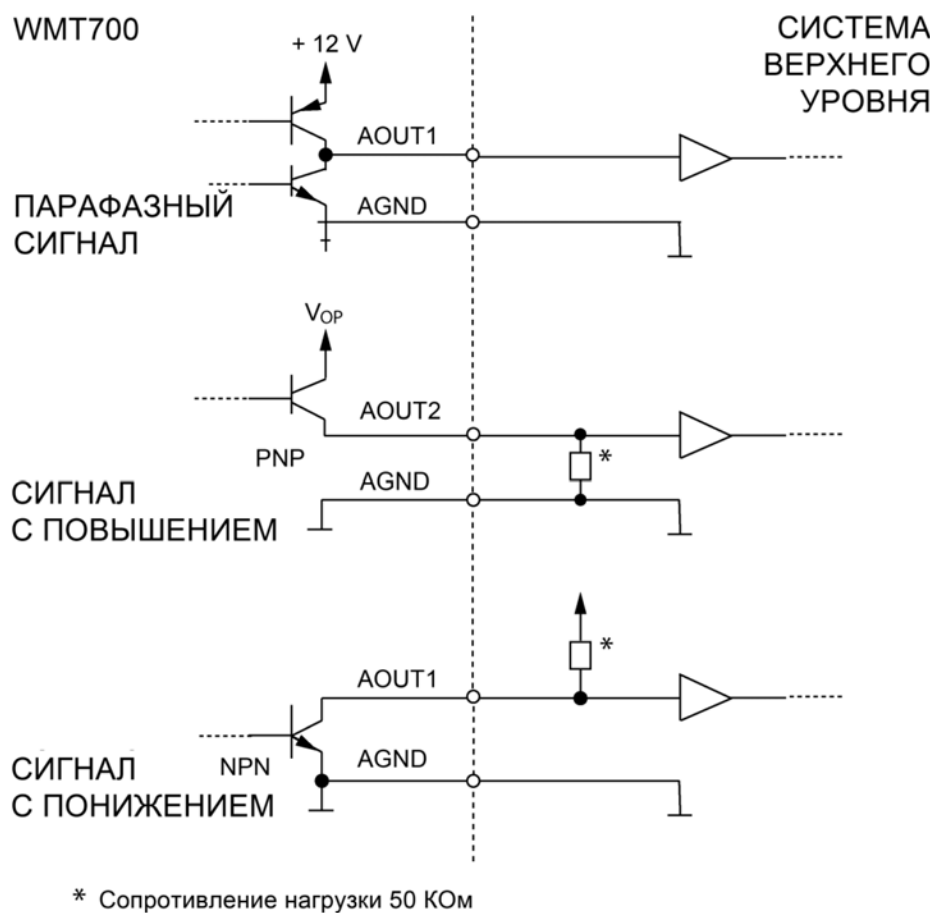 WMT700
СИСТЕМА
ВЕРХНЕГО
УРОВНЯ
+ 12 V
AOUT1
AGND
ПАРАФАЗНЫЙ
СИГНАЛ
VOP
AOUT2
PNP
*
AGND
СИГНАЛ
С ПОВЫШЕНИЕМ
*
AOUT1
NPN
AGND
СИГНАЛ
С ПОНИЖЕНИЕМ
* Сопротивление нагрузки 50 КОм